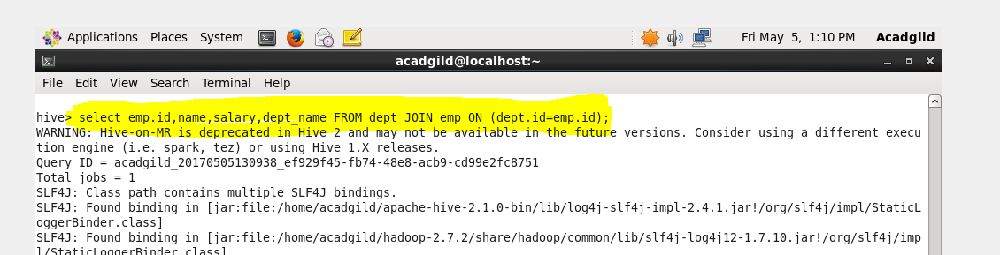 Applications Places System Fri May 5, 1:10 PM Acadgild
acadgild@localhost:~
File Edit View Search Terminal Help
hive> select emp.id,name,salary,dept_name FROM dept JOIN emp ON (dept.id=emp.id);
WARNING: Hive-on-MR is deprecated in Hive 2 and may not be available in the future versions. Consider using a different execu
tion engine (i.e. spark, tez) or using Hive 1.X releases.
Query ID = acadgild_20170505130938_ef929f45-fb74-48e8-acb9-cd99e2fc8751
Total jobs = 1
SLF4J: Class path contains multiple SLF4J bindings.
SLF4J: Found binding in [jar:file:/home/acadgild/apache-hive-2.1.0-bin/lib/log4j-slf4j-impl-2.4.1.jar!/org/slf4j/impl/StaticL
oggerBinder.class]
SLF4J: Found binding in [jar:file:/home/acadgild/hadoop-2.7.2/share/hadoop/common/lib/slf4j-log4j12-1.7.10.jar!/org/slf4j/imp
l/StaticLoggerBinder.class]